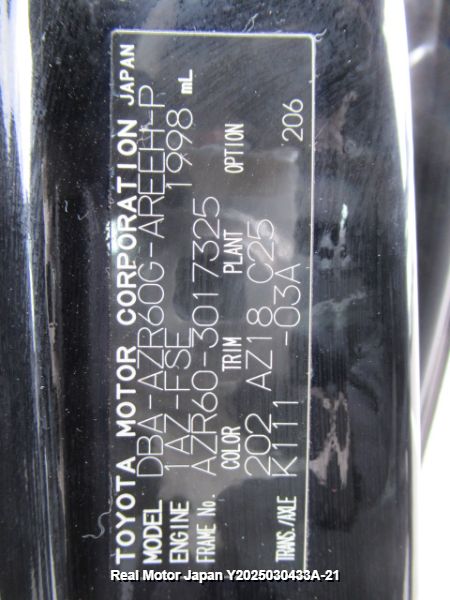 TOYOTA MOTOR CORPORATION JAPAN
MODEL DBA-AZR60G-AREEH-P
ENGINE 1AZ-FSE 1998 mL
FRAME No. AZR60-3017325
COLOR TRIM PLANT OPTION
202 AZ18 C25 206
TRANS./AXLE K111 -03A
Real Motor Japan Y2025030433A-21